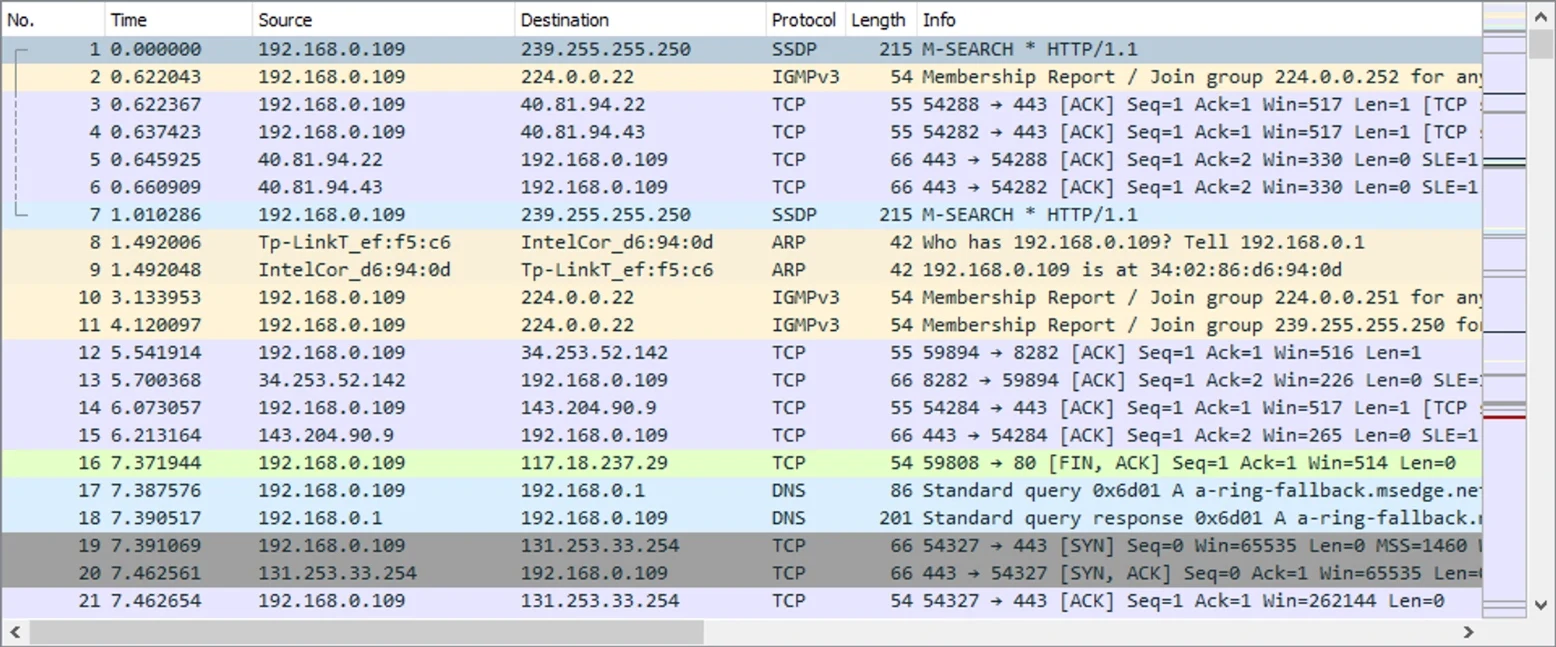 No. Time Source Destination Protocol Length Info
1 0.000000 192.168.0.109 239.255.255.250 SSDP 215 M-SEARCH * HTTP/1.1
2 0.622043 192.168.0.109 224.0.0.22 IGMPv3 54 Membership Report / Join group 224.0.0.252 for any
3 0.622367 192.168.0.109 40.81.94.22 TCP 55 54288 → 443 [ACK] Seq=1 Ack=1 Win=517 Len=1 [TCP
4 0.637423 192.168.0.109 40.81.94.43 TCP 55 54282 → 443 [ACK] Seq=1 Ack=1 Win=517 Len=1 [TCP
5 0.645925 40.81.94.22 192.168.0.109 TCP 66 443 → 54288 [ACK] Seq=1 Ack=2 Win=330 Len=0 SLE=1
6 0.660909 40.81.94.43 192.168.0.109 TCP 66 443 → 54282 [ACK] Seq=1 Ack=2 Win=330 Len=0 SLE=1
7 1.010286 192.168.0.109 239.255.255.250 SSDP 215 M-SEARCH * HTTP/1.1
8 1.492006 Tp-LinkT_ef:f5:c6 IntelCor_d6:94:0d ARP 42 Who has 192.168.0.109? Tell 192.168.0.1
9 1.492048 IntelCor_d6:94:0d Tp-LinkT_ef:f5:c6 ARP 42 192.168.0.109 is at 34:02:86:d6:94:0d
10 3.133953 192.168.0.109 224.0.0.22 IGMPv3 54 Membership Report / Join group 224.0.0.251 for any
11 4.120097 192.168.0.109 224.0.0.22 IGMPv3 54 Membership Report / Join group 239.255.255.250 fo
12 5.541914 192.168.0.109 34.253.52.142 TCP 55 59894 → 8282 [ACK] Seq=1 Ack=1 Win=516 Len=1
13 5.700368 34.253.52.142 192.168.0.109 TCP 66 8282 → 59894 [ACK] Seq=1 Ack=2 Win=226 Len=0 SLE=
14 6.073057 192.168.0.109 143.204.90.9 TCP 55 54284 → 443 [ACK] Seq=1 Ack=1 Win=517 Len=1 [TCP
15 6.213164 143.204.90.9 192.168.0.109 TCP 66 443 → 54284 [ACK] Seq=1 Ack=2 Win=265 Len=0 SLE=1
16 7.371944 192.168.0.109 117.18.237.29 TCP 54 59808 → 80 [FIN, ACK] Seq=1 Ack=1 Win=514 Len=0
17 7.387576 192.168.0.109 192.168.0.1 DNS 86 Standard query 0x6d01 A a-ring-fallback.msedge.ne
18 7.390517 192.168.0.1 192.168.0.109 DNS 201 Standard query response 0x6d01 A a-ring-fallback.
19 7.391069 192.168.0.109 131.253.33.254 TCP 66 54327 → 443 [SYN] Seq=0 Win=65535 Len=0 MSS=1460
20 7.462561 131.253.33.254 192.168.0.109 TCP 66 443 → 54327 [SYN, ACK] Seq=0 Ack=1 Win=65535 Len=
21 7.462654 192.168.0.109 131.253.33.254 TCP 54 54327 → 443 [ACK] Seq=1 Ack=1 Win=262144 Len=0